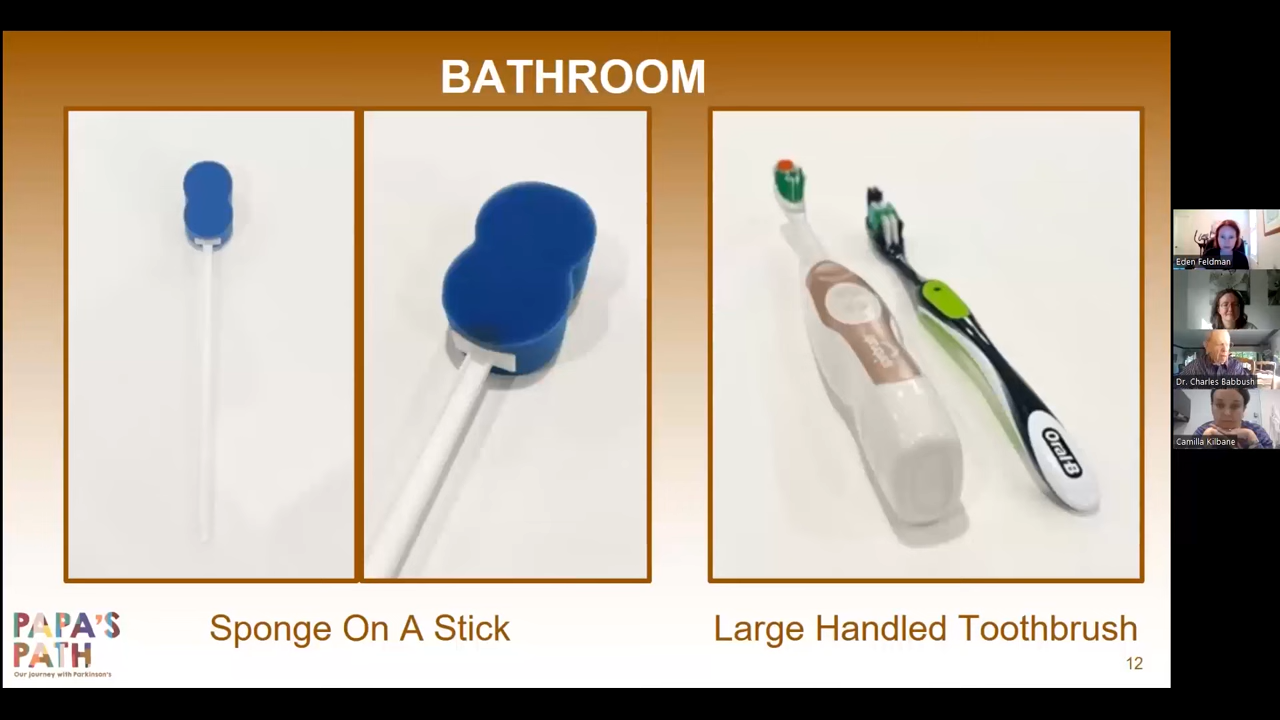 BATHROOM
Oral-B
Sponge On A Stick
Large Handled Toothbrush
12
PAPA'S
PATH
Our journey with Parkinson's
Eden Feldman
Dr. Charles Babbush
Camilla Kilbane